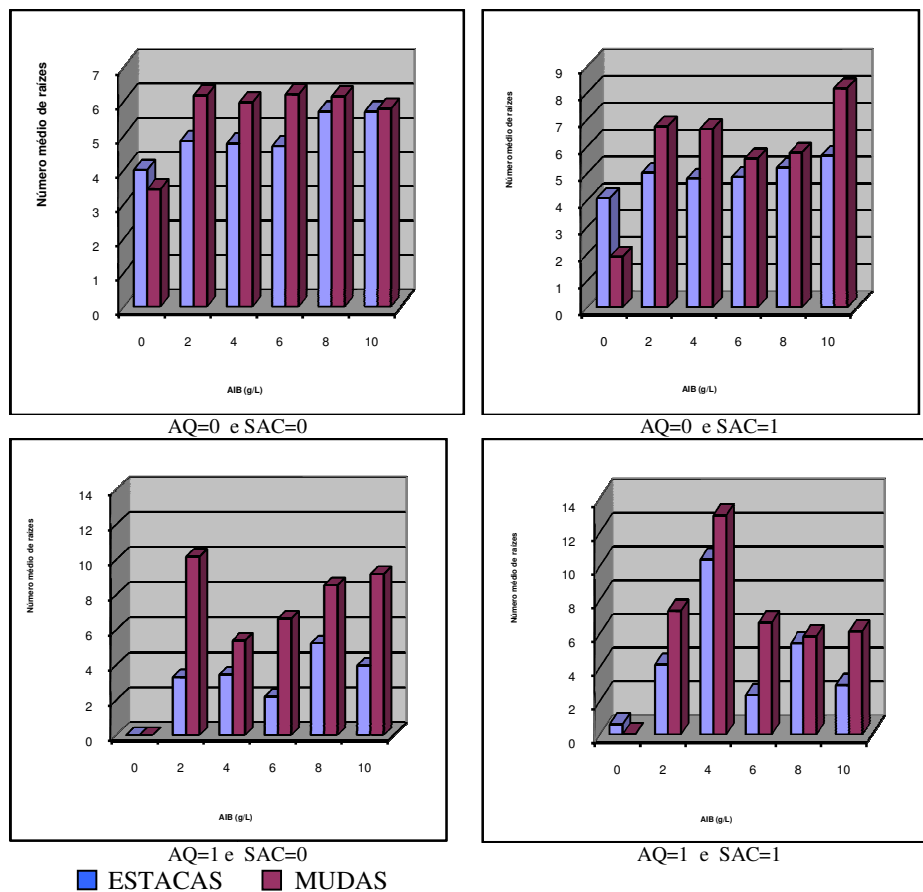 Número médio de raízes
7
6
5
4
3
2
1
0
0 2 4 6 8 10
AIB (g/L)
AQ=0 e SAC=0
Número médio de raízes
9
8
7
6
5
4
3
2
1
0
0 2 4 6 8 10
AIB (g/L)
AQ=0 e SAC=1
Número médio de raízes
14
12
10
8
6
4
2
0
0 2 4 6 8 10
AIB (g/L)
AQ=1 e SAC=0
Número médio de raízes
14
12
10
8
6
4
2
0
0 2 4 6 8 10
AIB (g/L)
AQ=1 e SAC=1
ESTACAS MUDAS